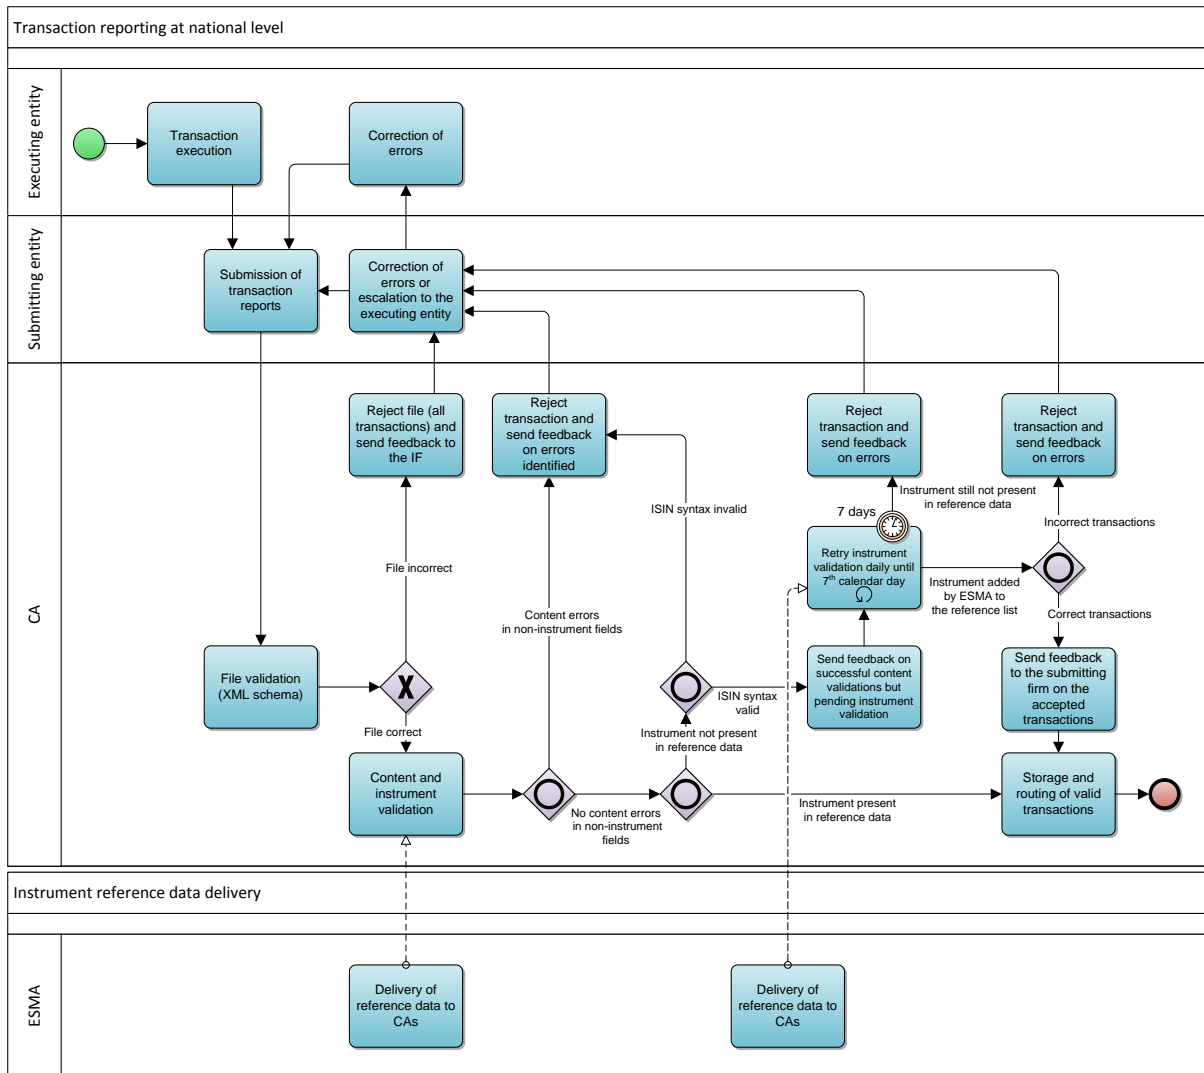 Transaction reporting at national level
Executing entity
Transaction
execution
Correction of
errors
Submitting entity
Submission of
transaction
reports
Correction of
errors or
escalation to the
executing entity
CA
Reject file (all
transactions) and
send feedback to
the IF
Reject
transaction and
send feedback
on errors
identified
Reject
transaction and
send feedback
on errors
Reject
transaction and
send feedback
on errors
ISIN syntax invalid
Instrument still not present
in reference data
7 days
Incorrect transactions
File incorrect
Retry instrument
validation daily until
7th calendar day
Instrument added
by ESMA to
the reference list
Content errors
in non-instrument fields
Correct transactions
File validation
(XML schema)
X
ISIN syntax
valid
Send feedback on
successful content
validations but
pending instrument
validation
Send feedback
to the submitting
firm on the
accepted
transactions
File correct
Instrument not present
in reference data
Content and
instrument
validation
No content errors
in non-instrument
fields
Instrument present
in reference data
Storage and
routing of valid
transactions
Instrument reference data delivery
ESMA
Delivery of
reference data to
CAs
Delivery of
reference data to
CAs